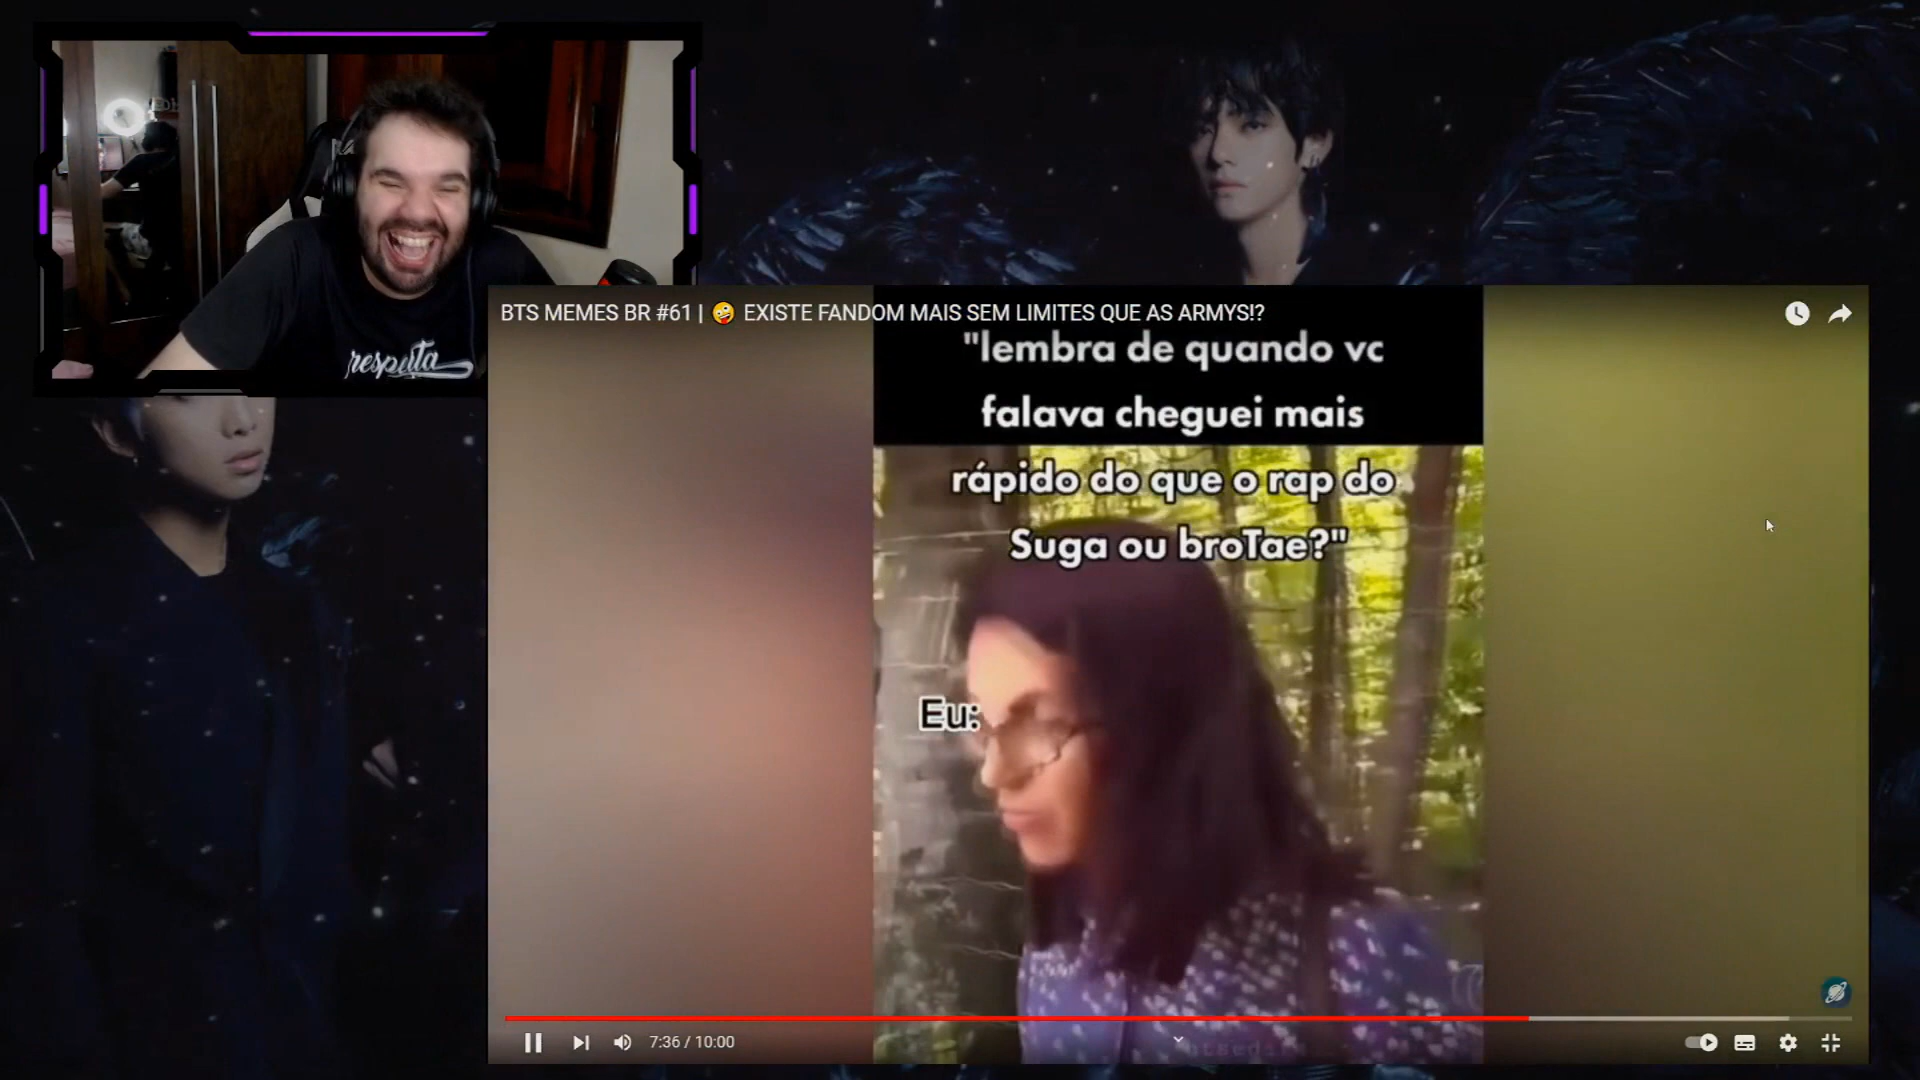 resputa
BTS MEMES BR #61 | 🤪 EXISTE FANDOM MAIS SEM LIMITES QUE AS ARMYS!?
"lembra de quando vc
falava cheguei mais
rápido do que o rap do
Suga ou broTae?"
Eu:
7:36 / 10:00